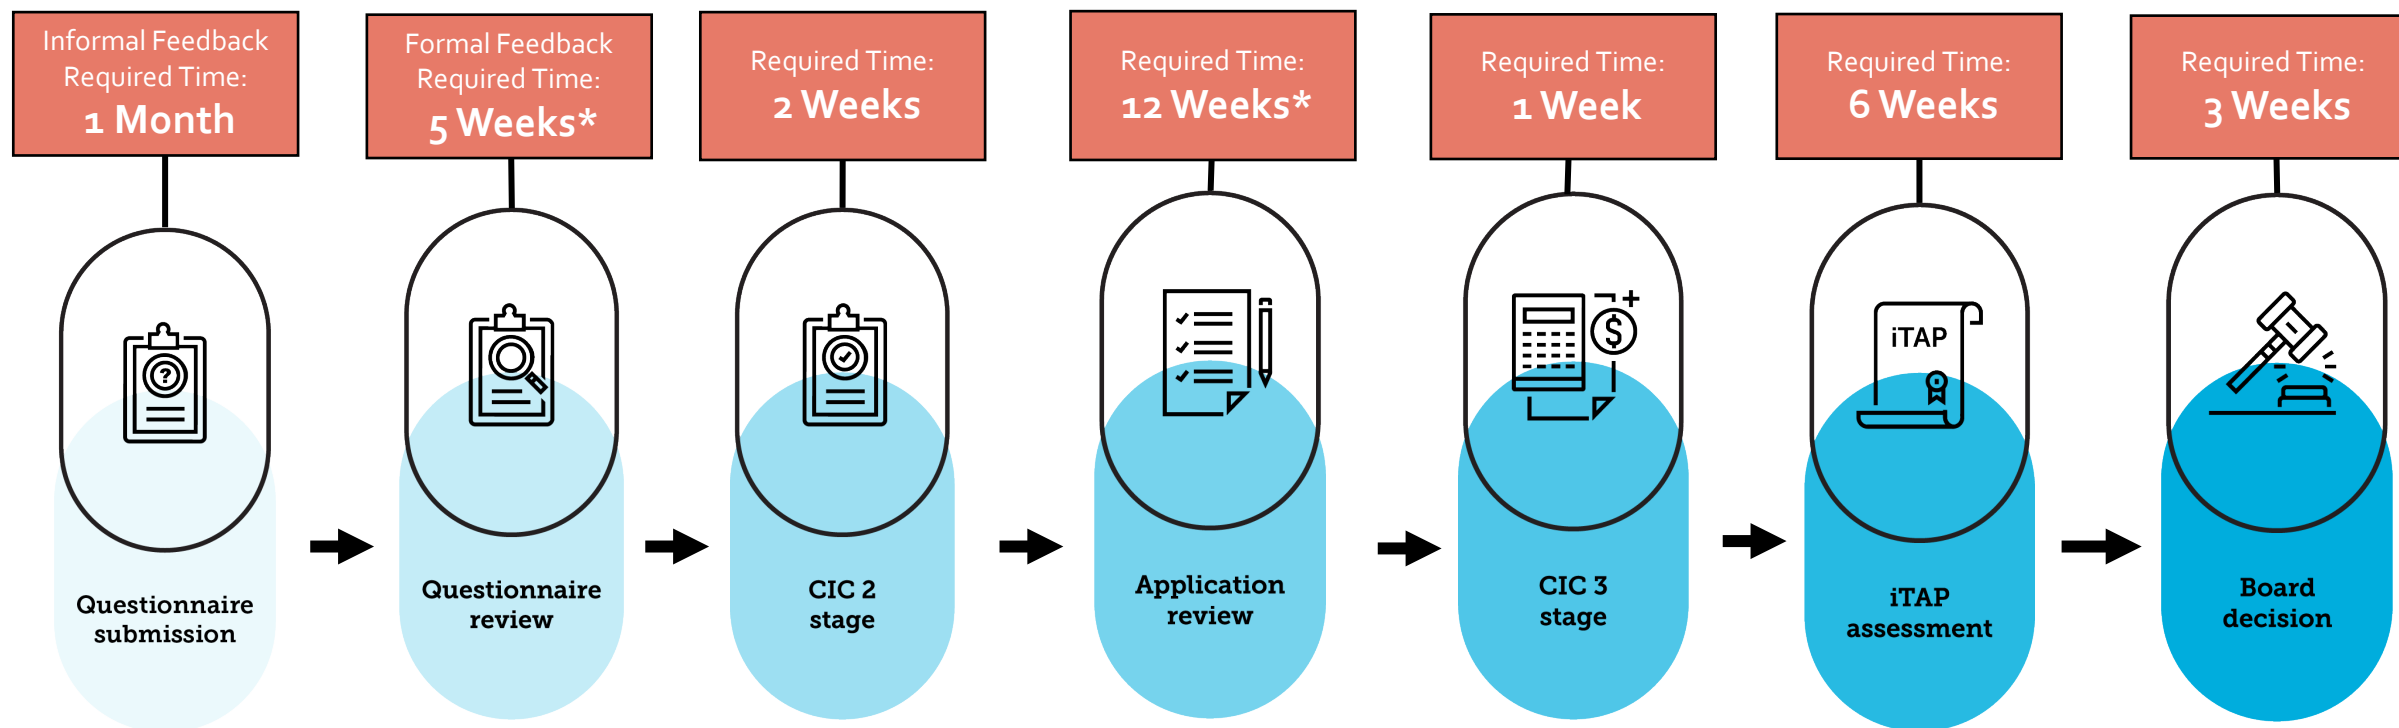 Informal Feedback
Required Time:
1 Month
Formal Feedback
Required Time:
5 Weeks*
Required Time:
2 Weeks
Required Time:
12 Weeks*
Required Time:
1 Week
Required Time:
6 Weeks
Required Time:
3 Weeks
?
$
iTAP
Questionnaire
submission
Questionnaire
review
CIC 2
stage
Application
review
CIC 3
stage
iTAP
assessment
Board
decision